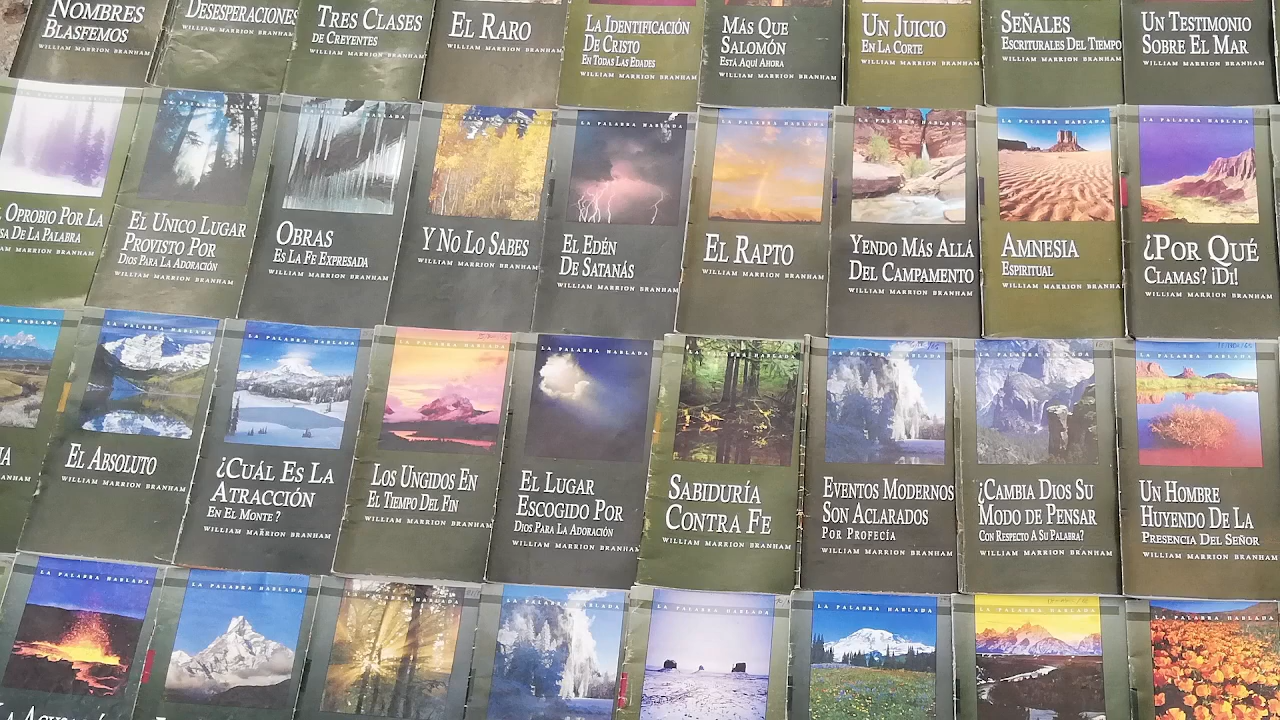 NOMBRES
BLASFEMOS
WILLIAM MARRION BRANHAM
DESESPERACIONES
WILLIAM MARRION BRANHAM
TRES CLASES
DE CREYENTES
WILLIAM MARRION BRANHAM
EL RARO
WILLIAM MARRION BRANHAM
LA IDENTIFICACIÓN
DE CRISTO
EN TODAS LAS EDADES
WILLIAM MARRION BRANHAM
MÁS QUE
SALOMÓN
ESTÁ AQUÍ AHORA
WILLIAM MARRION BRANHAM
UN JUICIO
EN LA CORTE
WILLIAM MARRION BRANHAM
SEÑALES
ESCRITURALES DEL TIEMPO
WILLIAM MARRION BRANHAM
UN TESTIMONIO
SOBRE EL MAR
WILLIAM MARRION BRANHAM
OPROBIO POR LA
SA DE LA PALABRA
WILLIAM MARRION BRANHAM
LA PALABRA HABLADA
EL UNICO LUGAR
PROVISTO POR
DIOS PARA LA ADORACIÓN
WILLIAM MARRION BRANHAM
LA PALABRA HABLADA
OBRAS
ES LA FE EXPRESADA
WILLIAM MARRION BRANHAM
LA PALABRA HABLADA
Y NO LO SABES
WILLIAM MARRION BRANHAM
LA PALABRA HABLADA
EL EDÉN
DE SATANÁS
WILLIAM MARRION BRANHAM
LA PALABRA HABLADA
EL RAPTO
WILLIAM MARRION BRANHAM
LA PALABRA HABLADA
YENDO MÁS ALLÁ
DEL CAMPAMENTO
WILLIAM MARRION BRANHAM
LA PALABRA HABLADA
AMNESIA
ESPIRITUAL
WILLIAM MARRION BRANHAM
LA PALABRA HABLADA
¿POR QUÉ
CLAMAS? ¡DI!
WILLIAM MARRION BRANHAM
HABLADA
IA
LA PALABRA HABLADA
EL ABSOLUTO
WILLIAM MARRION BRANHAM
LA PALABRA HABLADA
¿CUÁL ES LA
ATRACCIÓN
EN EL MONTE?
WILLIAM MARRION BRANHAM
LA PALABRA HABLADA
LOS UNGIDOS EN
EL TIEMPO DEL FIN
WILLIAM MARRION BRANHAM
LA PALABRA HABLADA
EL LUGAR
ESCOGIDO POR
DIOS PARA LA ADORACIÓN
WILLIAM MARRION BRANHAM
LA PALABRA HABLADA
SABIDURÍA
CONTRA FE
WILLIAM MARRION BRANHAM
LA PALABRA HABLADA
EVENTOS MODERNOS
SON ACLARADOS
POR PROFECÍA
WILLIAM MARRION BRANHAM
LA PALABRA HABLADA
¿CAMBIA DIOS SU
MODO DE PENSAR
CON RESPECTO A SU PALABRA?
WILLIAM MARRION BRANHAM
LA PALABRA HABLADA
UN HOMBRE
HUYENDO DE LA
PRESENCIA DEL SEÑOR
WILLIAM MARRION BRANHAM
LA PALABRA HABLADA
LA PALABRA HABLADA
LA PALABRA HABLADA
LA PALABRA HABLADA
LA PALABRA HABLADA
LA PALABRA HABLADA
LA PALABRA HABLADA
LA PALABRA HABLADA